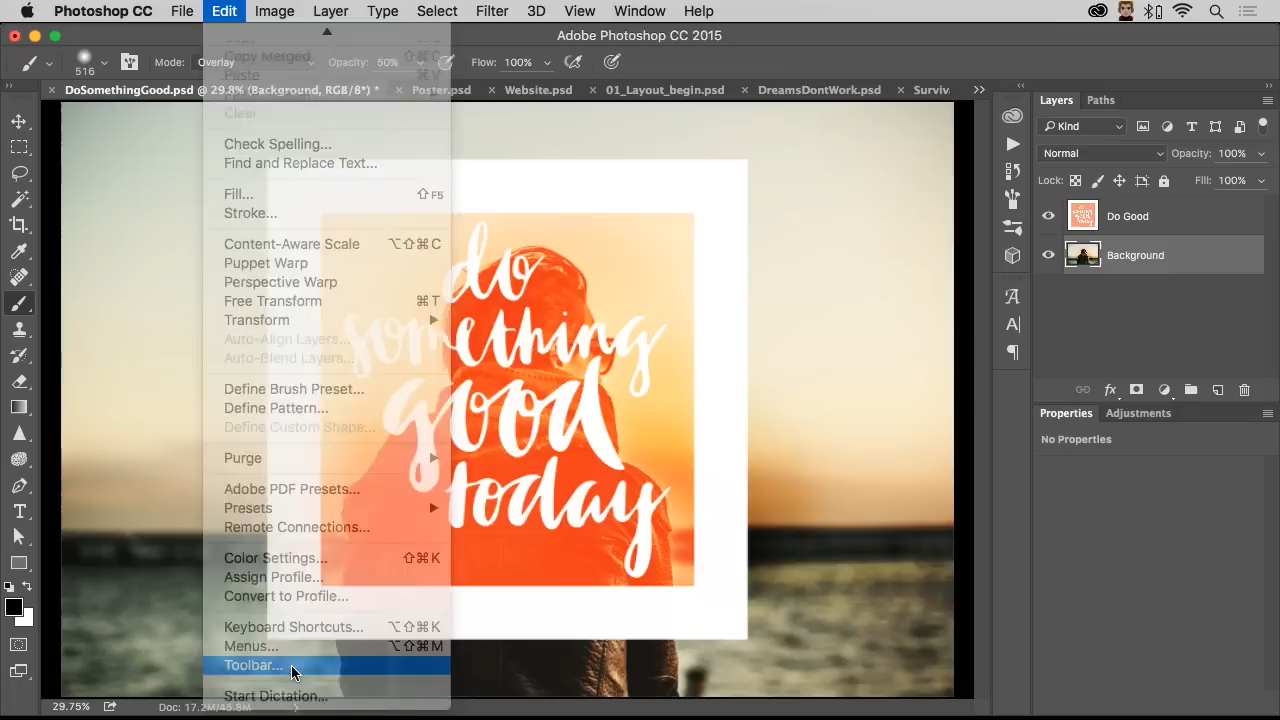 Photoshop CC File Edit Image Layer Type Select Filter 3D View Window Help
Adobe Photoshop CC 2015
516 Mode: Overlay Opacity: 50% Flow: 100%
DoSomethingGood.psd @ 29.8% (Background, RGB/8*) * Poster.psd Website.psd 01_Layout_begin.psd DreamsDontWork.psd Surviv
Copy Merged ⇧⌘C
Paste ⌘V
Clear
Check Spelling...
Find and Replace Text...
Fill... ⇧F5
Stroke...
Content-Aware Scale ⌥⇧⌘C
Puppet Warp
Perspective Warp
Free Transform ⌘T
Transform
Auto-Align Layers...
Auto-Blend Layers...
Define Brush Preset...
Define Pattern...
Define Custom Shape...
Purge
Adobe PDF Presets...
Presets
Remote Connections...
Color Settings... ⇧⌘K
Assign Profile...
Convert to Profile...
Keyboard Shortcuts... ⌥⇧⌘K
Menus... ⌥⇧⌘M
Toolbar...
Start Dictation...
do
something
good
today
Layers Paths
Kind
Normal Opacity: 100%
Lock: Fill: 100%
Do Good
Background
Properties Adjustments
No Properties
29.75% Doc: 17.2M/45.8M